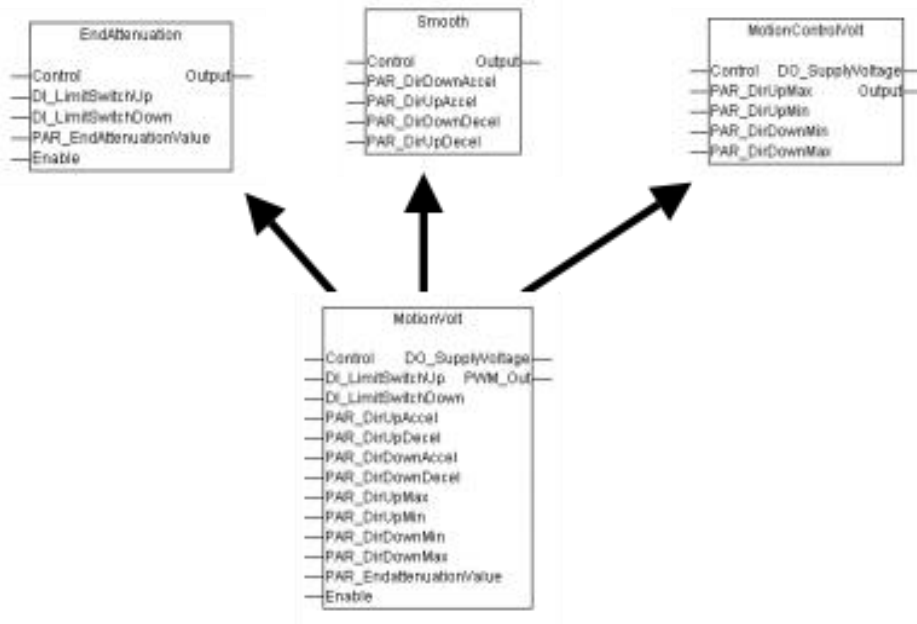 EndAttenuation
Control Output
DI_LimitSwitchUp
DI_LimitSwitchDown
PAR_EndAttenuationValue
Enable
Smooth
Control Output
PAR_DirDownAccel
PAR_DirUpAccel
PAR_DirDownDecel
PAR_DirUpDecel
MotionControlVolt
Control DO_SupplyVoltage
PAR_DirUpMax Output
PAR_DirUpMin
PAR_DirDownMin
PAR_DirDownMax
MotionVolt
Control DO_SupplyVoltage
DI_LimitSwitchUp PWM_Out
DI_LimitSwitchDown
PAR_DirUpAccel
PAR_DirUpDecel
PAR_DirDownAccel
PAR_DirDownDecel
PAR_DirUpMax
PAR_DirUpMin
PAR_DirDownMin
PAR_DirDownMax
PAR_EndattenuationValue
Enable